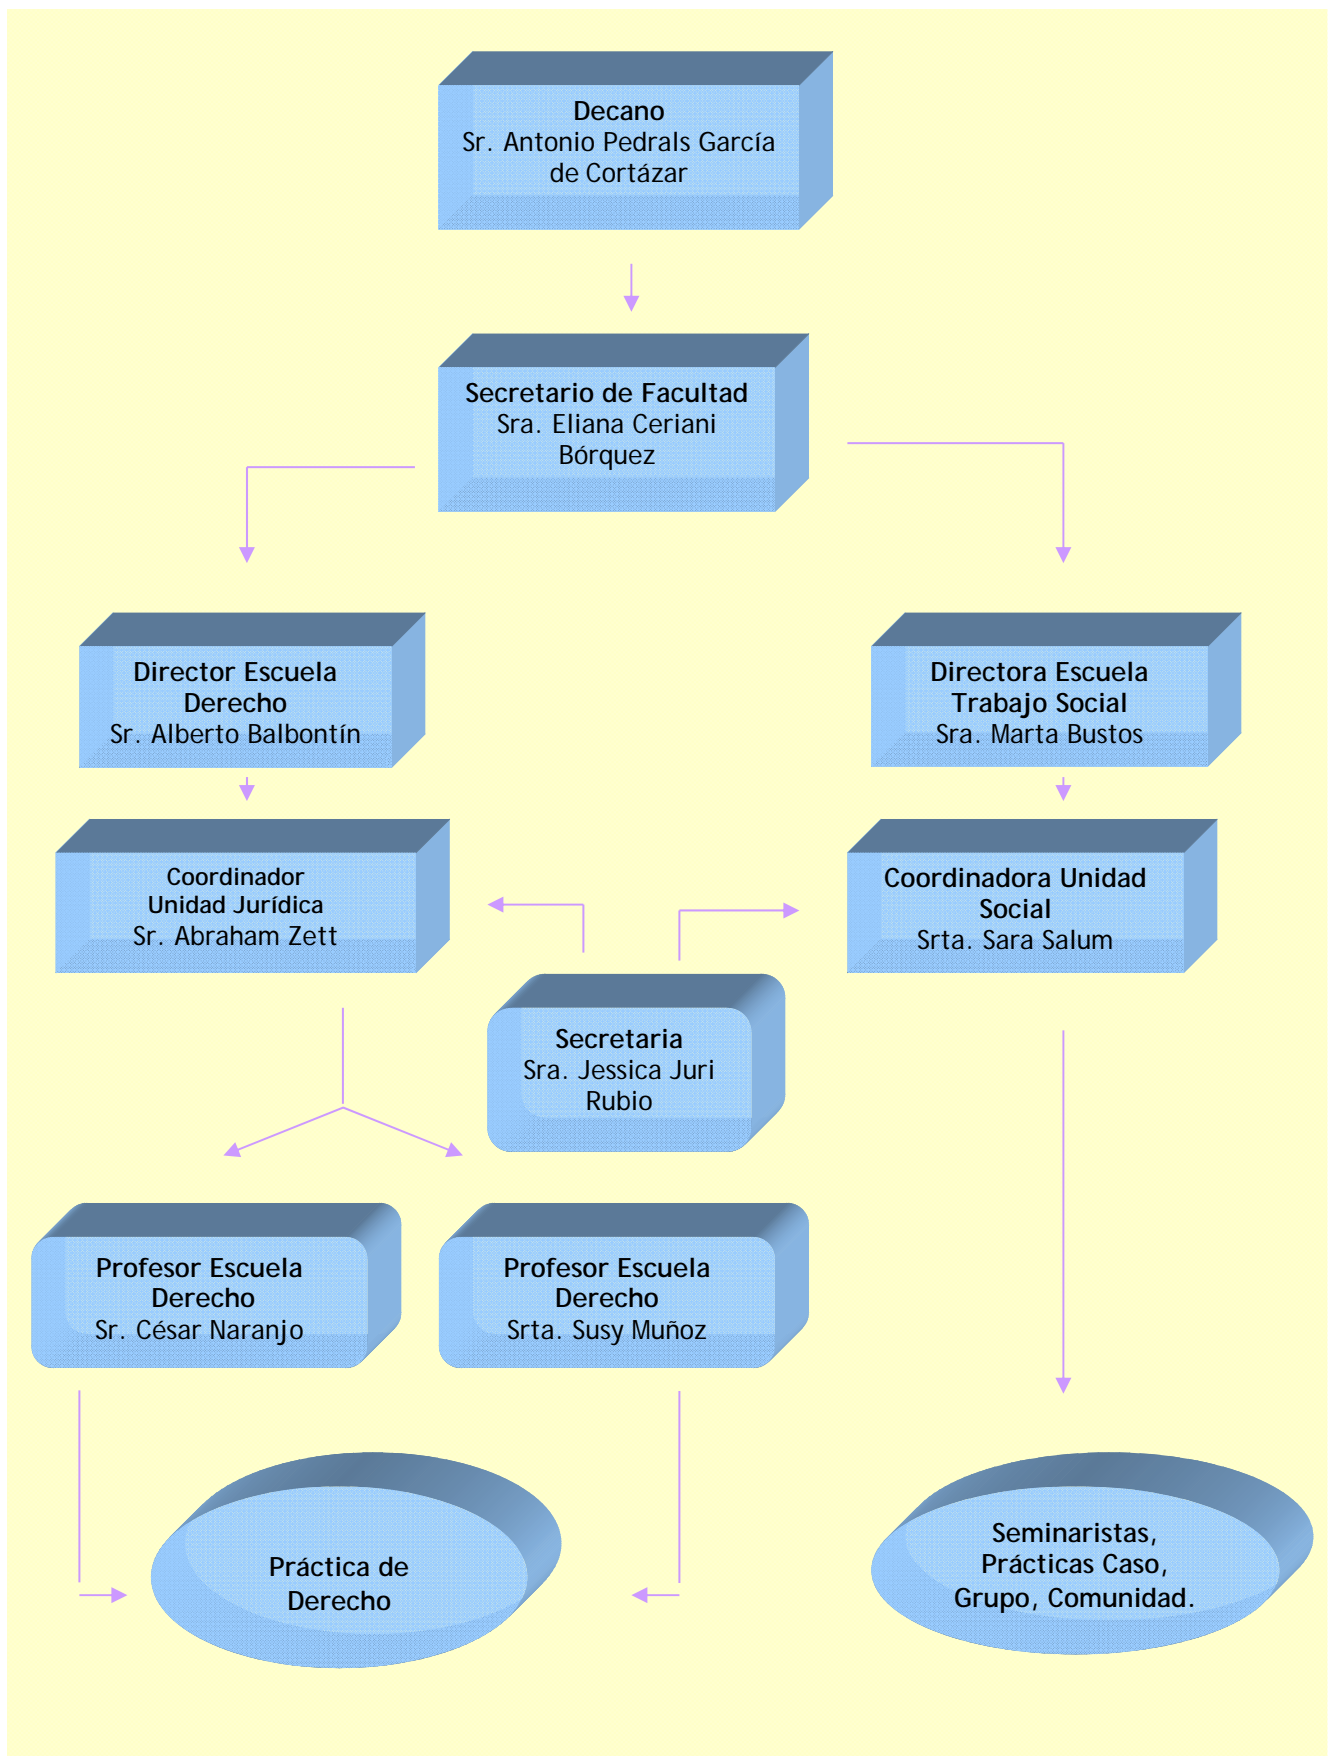 Decano
Sr. Antonio Pedrals García
de Cortázar
Secretario de Facultad
Sra. Eliana Ceriani
Bórquez
Director Escuela
Derecho
Sr. Alberto Balbontín
Directora Escuela
Trabajo Social
Sra. Marta Bustos
Coordinador
Unidad Jurídica
Sr. Abraham Zett
Coordinadora Unidad
Social
Srta. Sara Salum
Secretaria
Sra. Jessica Juri
Rubio
Profesor Escuela
Derecho
Sr. César Naranjo
Profesor Escuela
Derecho
Srta. Susy Muñoz
Práctica de
Derecho
Seminaristas,
Prácticas Caso,
Grupo, Comunidad.